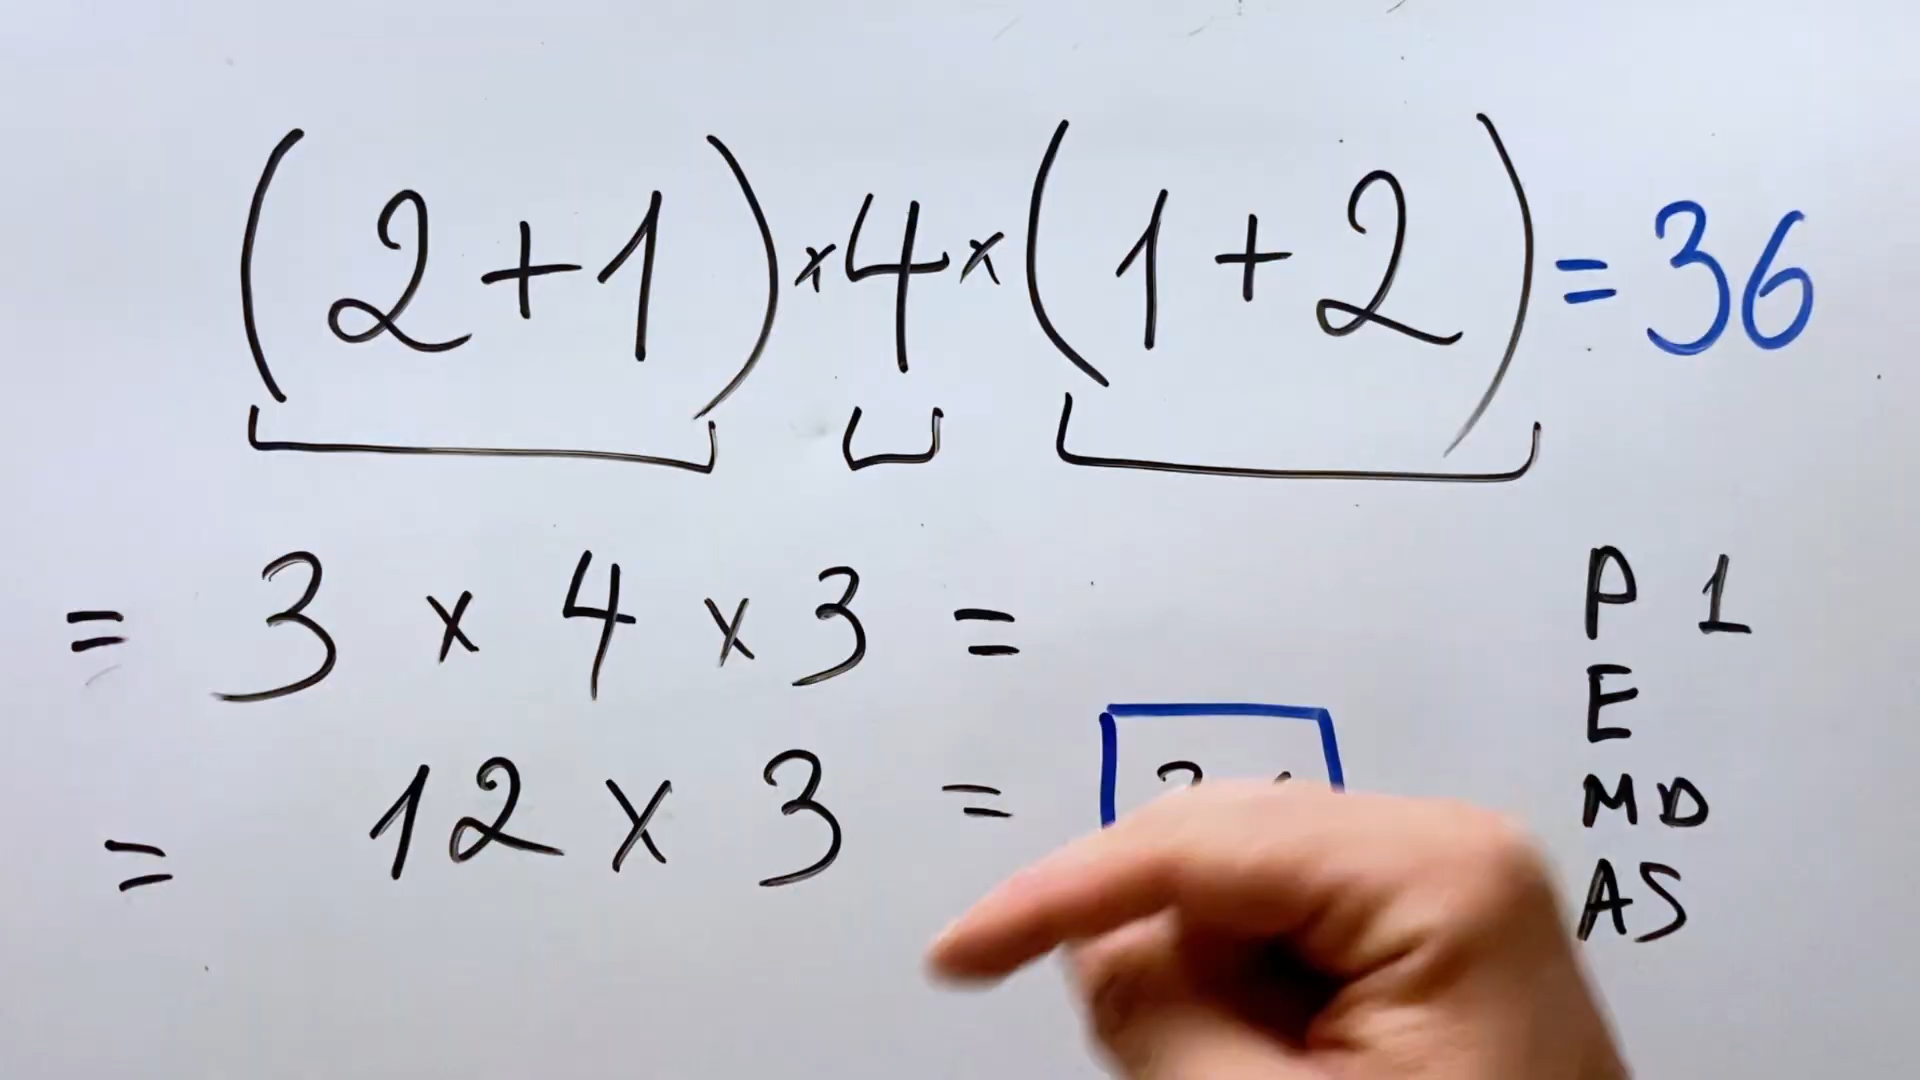 (2+1)×4×(1+2)=36
= 3 × 4 × 3 =
= 12 × 3 =
P 1
E
MD
AS